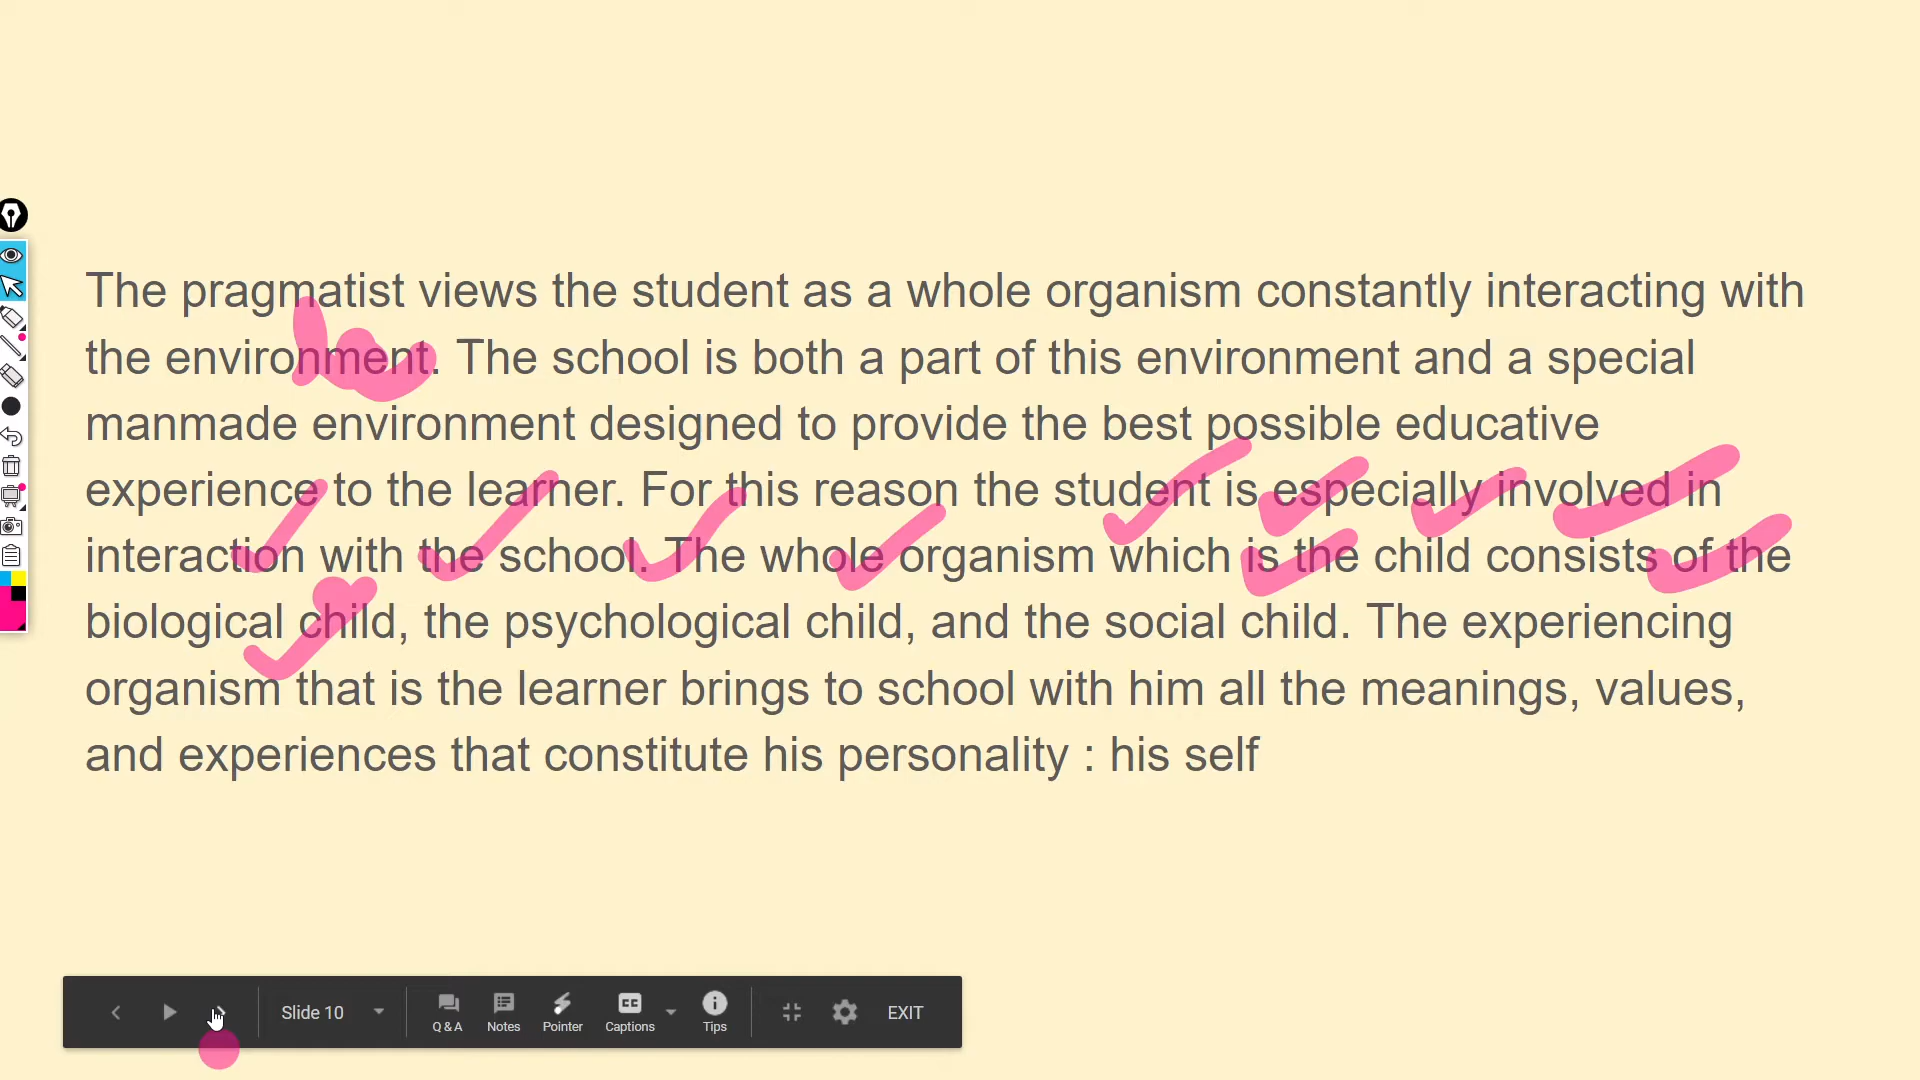 The pragmatist views the student as a whole organism constantly interacting with
the environment. The school is both a part of this environment and a special
manmade environment designed to provide the best possible educative
experience to the learner. For this reason the student is especially involved in
interaction with the school. The whole organism which is the child consists of the
biological child, the psychological child, and the social child. The experiencing
organism that is the learner brings to school with him all the meanings, values,
and experiences that constitute his personality : his self
Slide 10
Q & A Notes Pointer CC Captions Tips EXIT